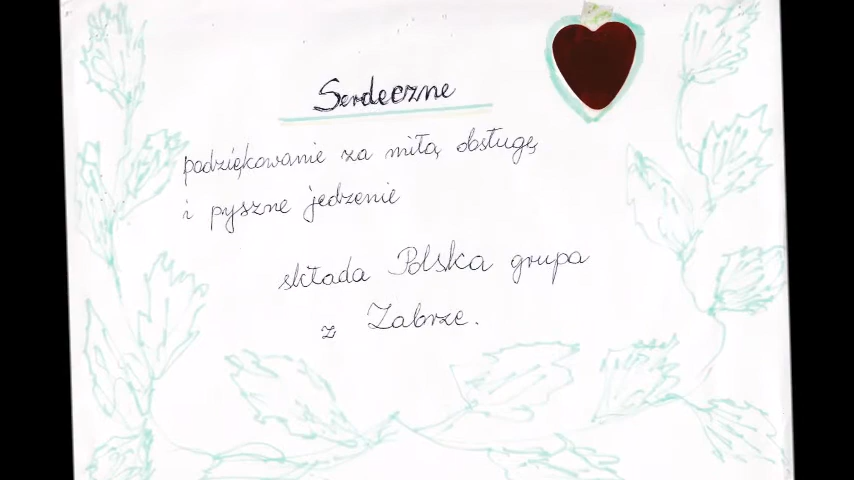 Serdeczne
podziękowanie za miłą obsługę
i pyszne jedzenie
składa Polska grupa
z Zabrze.